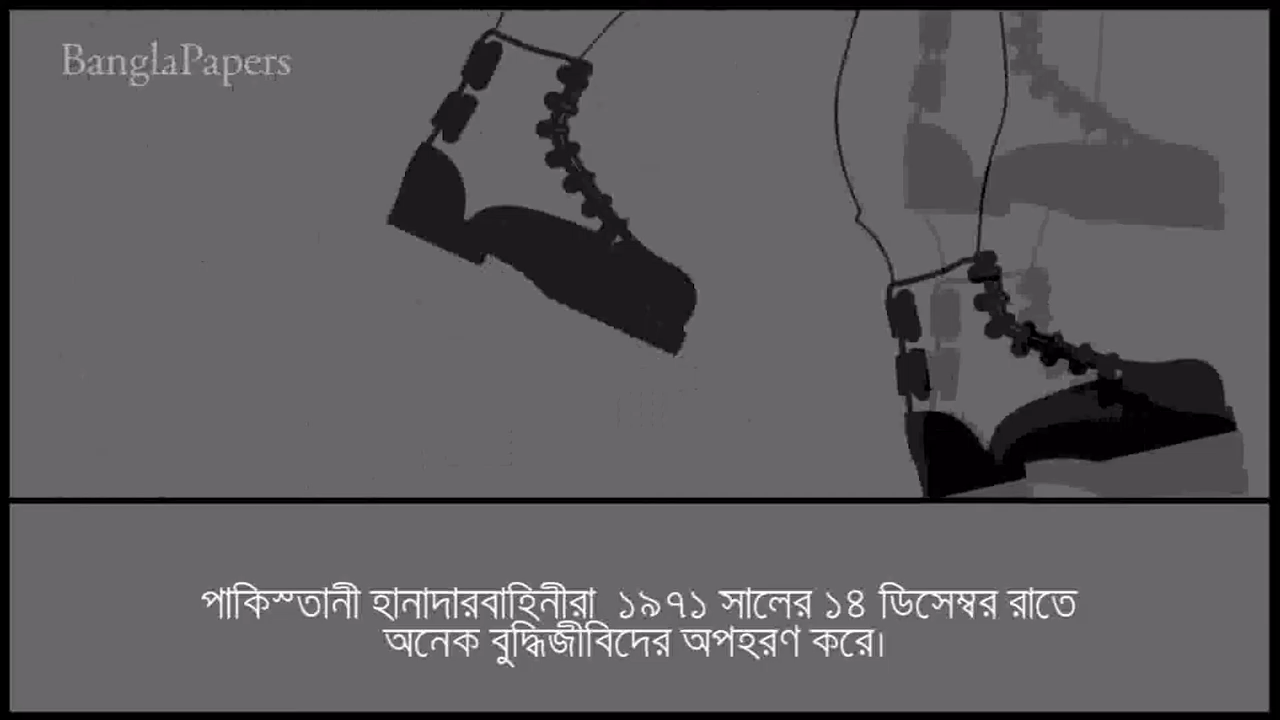 BanglaPapers
পাকিস্তানী হানাদারবাহিনীরা ১৯৭১ সালের ১৪ ডিসেম্বর রাতে
অনেক বুদ্ধিজীবিদের অপহরণ করে।